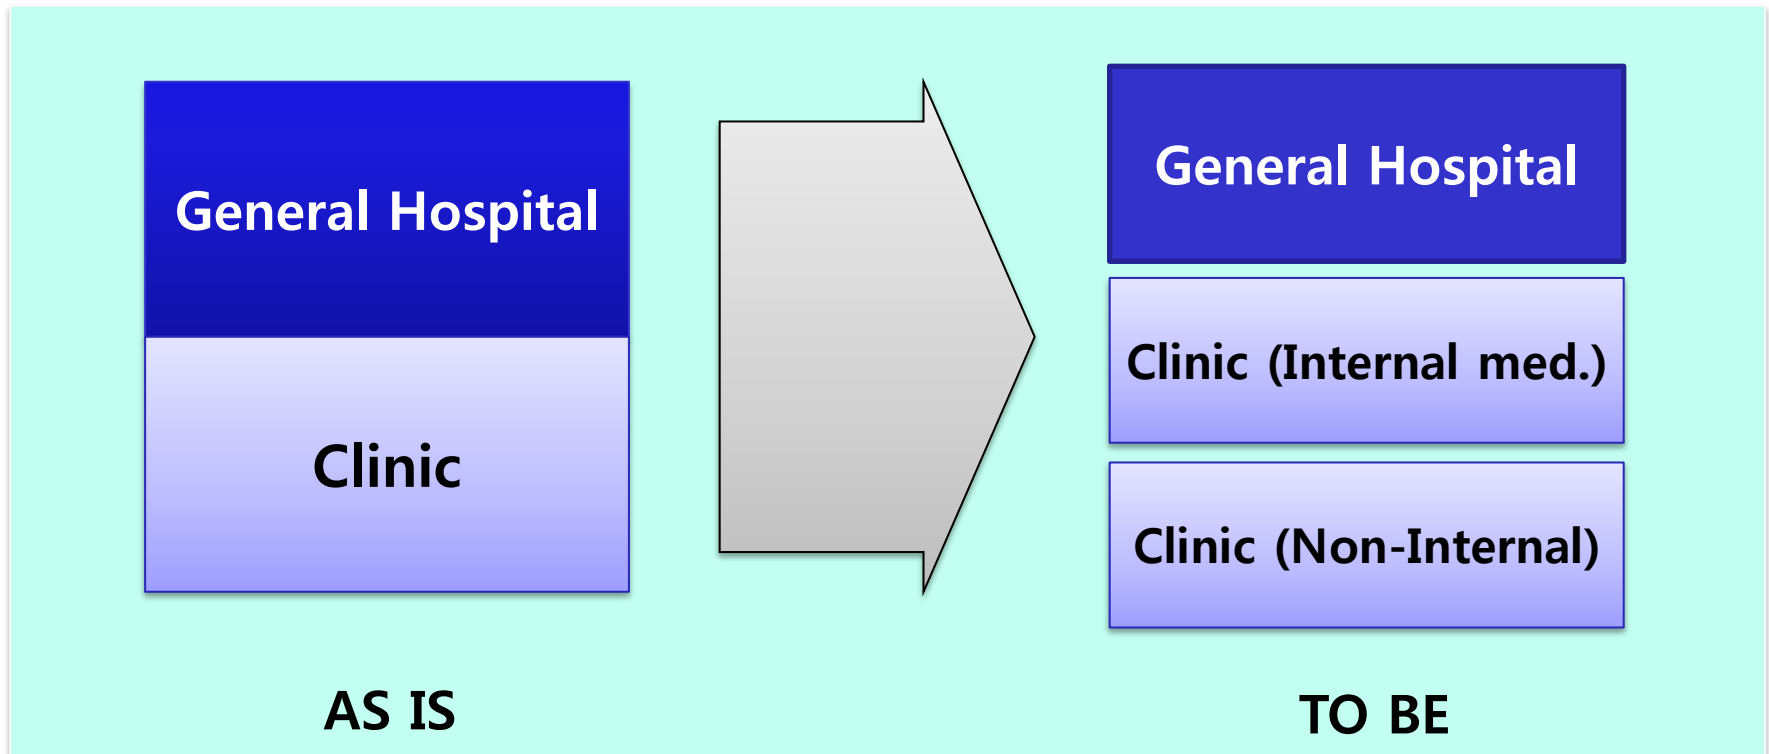 General Hospital
Clinic
AS IS
General Hospital
Clinic (Internal med.)
Clinic (Non-Internal)
TO BE